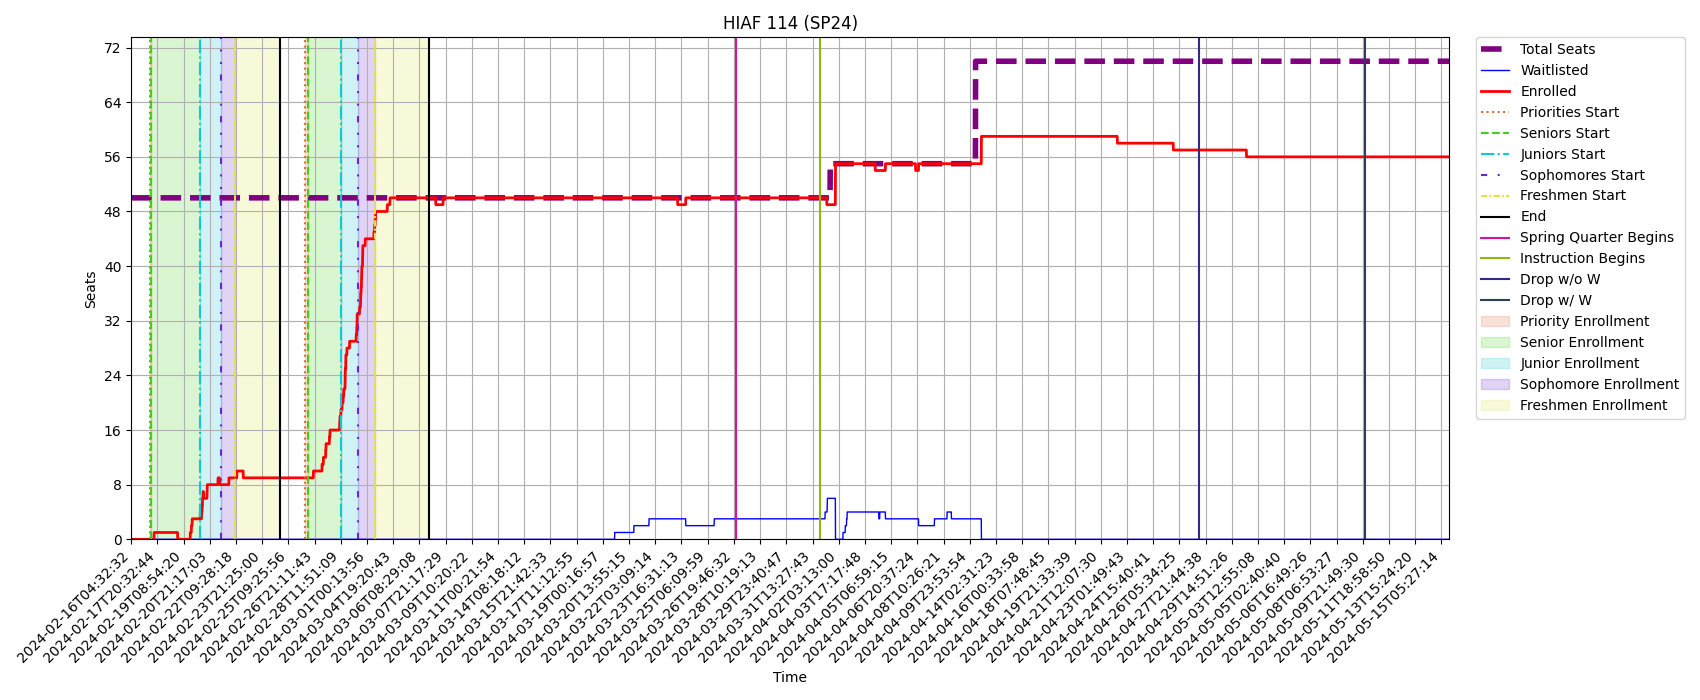 HIAF 114 (SP24)
Seats
72
64
56
48
40
32
24
16
8
0
2024-02-16T04:32:32
2024-02-17T20:32:44
2024-02-19T08:54:20
2024-02-20T21:17:03
2024-02-22T09:28:18
2024-02-23T21:25:00
2024-02-25T09:25:56
2024-02-26T21:11:43
2024-02-28T11:51:09
2024-03-01T00:13:56
2024-03-04T19:20:43
2024-03-06T08:29:08
2024-03-07T21:17:29
2024-03-09T10:20:22
2024-03-11T00:21:54
2024-03-14T08:18:12
2024-03-15T21:42:33
2024-03-17T11:12:55
2024-03-19T00:16:57
2024-03-20T13:55:15
2024-03-22T03:09:14
2024-03-23T16:31:13
2024-03-25T06:09:59
2024-03-26T19:46:32
2024-03-28T10:19:13
2024-03-29T23:40:47
2024-03-31T13:27:43
2024-04-02T03:13:00
2024-04-03T17:17:48
2024-04-05T06:59:15
2024-04-06T20:37:24
2024-04-08T10:26:21
2024-04-09T23:53:54
2024-04-14T02:31:23
2024-04-16T00:33:58
2024-04-18T07:48:45
2024-04-19T21:33:39
2024-04-21T12:07:30
2024-04-23T01:49:43
2024-04-24T15:40:41
2024-04-26T05:34:25
2024-04-27T21:44:38
2024-04-29T14:51:26
2024-05-03T12:55:08
2024-05-05T02:40:40
2024-05-06T16:49:26
2024-05-08T06:53:27
2024-05-09T21:49:30
2024-05-11T18:58:50
2024-05-13T15:24:20
2024-05-15T05:27:14
Time
Total Seats
Waitlisted
Enrolled
Priorities Start
Seniors Start
Juniors Start
Sophomores Start
Freshmen Start
End
Spring Quarter Begins
Instruction Begins
Drop w/o W
Drop w/ W
Priority Enrollment
Senior Enrollment
Junior Enrollment
Sophomore Enrollment
Freshmen Enrollment